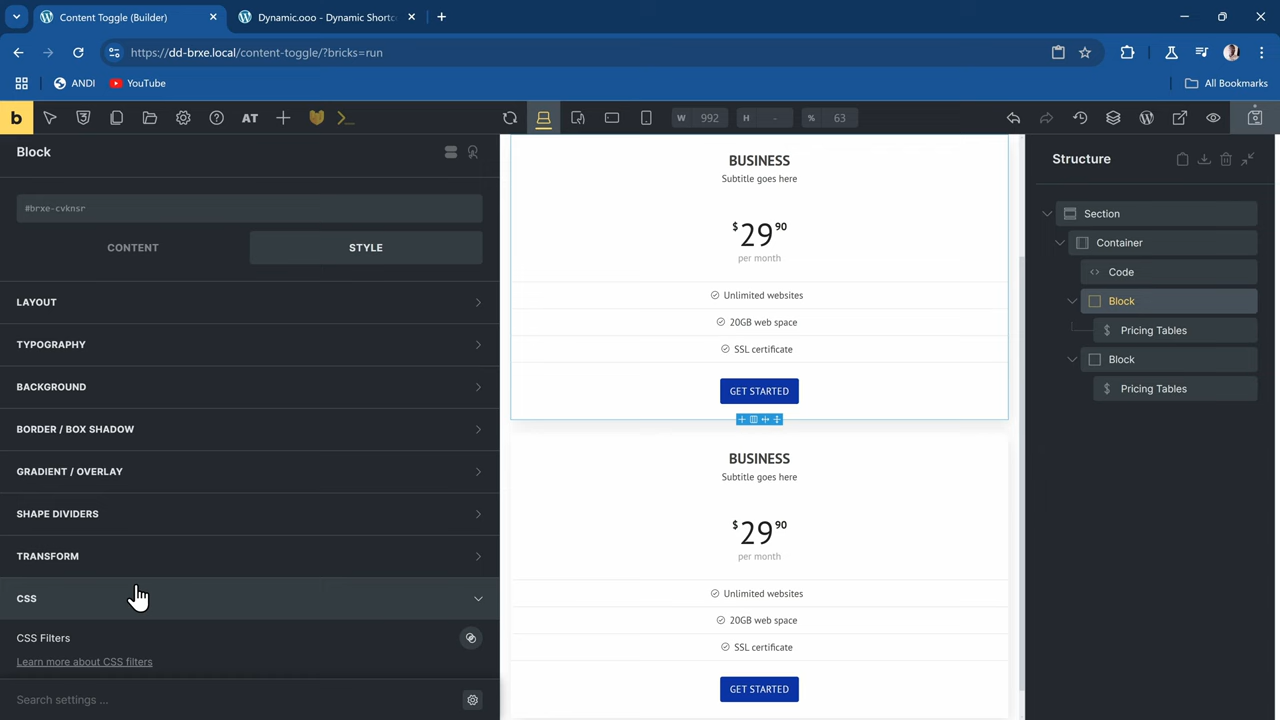 Content Toggle (Builder)
Dynamic.ooo - Dynamic Shortc
https://dd-brxe.local/content-toggle/?bricks=run
ANDI
YouTube
All Bookmarks
b
AT
W 992
H -
% 63
Block
#brxe-cvknsr
CONTENT
STYLE
LAYOUT
TYPOGRAPHY
BACKGROUND
BORDER / BOX SHADOW
GRADIENT / OVERLAY
SHAPE DIVIDERS
TRANSFORM
CSS
CSS Filters
Learn more about CSS filters
Search settings ...
BUSINESS
Subtitle goes here
$29 90
per month
Unlimited websites
20GB web space
SSL certificate
GET STARTED
BUSINESS
Subtitle goes here
$29 90
per month
Unlimited websites
20GB web space
SSL certificate
GET STARTED
Structure
Section
Container
Code
Block
Pricing Tables
Block
Pricing Tables